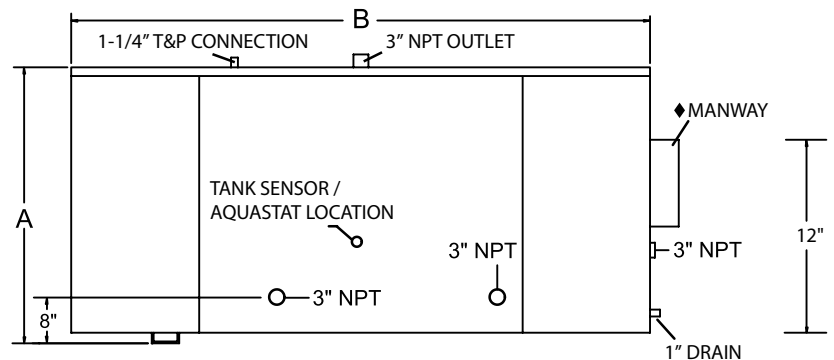 B
1-1/4” T&P CONNECTION
3” NPT OUTLET
♦MANWAY
A
TANK SENSOR /
AQUASTAT LOCATION
12"
3" NPT
3" NPT
3" NPT
8"
1” DRAIN